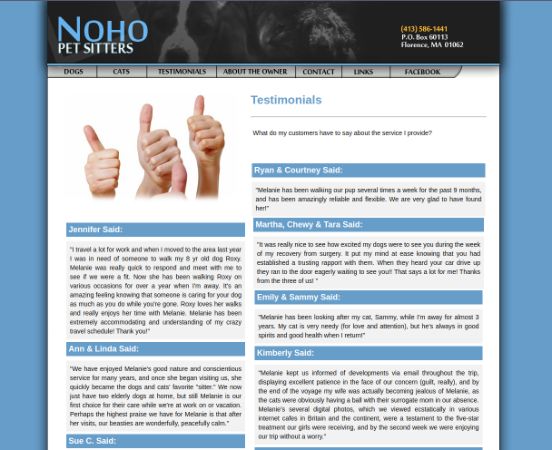 NOHO
PET SITTERS
(413) 586-1441
P.O. Box 60113
Florence, MA 01062
DOGS CATS TESTIMONIALS ABOUT THE OWNER CONTACT LINKS FACEBOOK
Testimonials
What do my customers have to say about the service I provide?
Jennifer Said:
"I travel a lot for work and when I moved to the area last year
I was in need of someone to walk my 8 yr old dog Roxy.
Melanie was really quick to respond and meet with me to
see if we were a fit. Now she has been walking Roxy on
various occasions for over a year when I'm away. It's an
amazing feeling knowing that someone is caring for your dog
as much as you do while you're gone. Roxy loves her walks
and really enjoys her time with Melanie. Melanie has been
extremely accommodating and understanding of my crazy
travel schedule! Thank you!"
Ann & Linda Said:
"We have enjoyed Melanie's good nature and conscientious
service for many years, and once she began visiting us, she
quickly became the dogs and cats' favorite "sitter." We now
just have two elderly dogs at home, but still Melanie is our
first choice for their care while we're at work or on vacation.
Perhaps the highest praise we have for Melanie is that after
her visits, our beasties are wonderfully, peacefully calm."
Sue C. Said:
Ryan & Courtney Said:
"Melanie has been walking our pup several times a week for the past 9 months,
and has been amazingly reliable and flexible. We are very glad to have found
her!"
Martha, Chewy & Tara Said:
"It was really nice to see how excited my dogs were to see you during the week
of my recovery from surgery. It put my mind at ease knowing that you had
established a trusting rapport with them. When they heard your car drive up
they ran to the door eagerly waiting to see you!! That says a lot for me! Thanks
from the three of us! "
Emily & Sammy Said:
"Melanie has been looking after my cat, Sammy, while I'm away for almost 3
years. My cat is very needy (for love and attention), but he's always in good
spirits and good health when I return!"
Kimberly Said:
"Melanie kept us informed of developments via email throughout the trip,
displaying excellent patience in the face of our concern (guilt, really), and by
the end of the voyage my wife was actually becoming jealous of Melanie, as
the cats were obviously having a ball with their surrogate mom in our absence.
Melanie's several digital photos, which we viewed ecstatically in various
internet cafes in Britain and the continent, were a testament to the five-star
treatment our girls were receiving, and by the second week we were enjoying
our trip without a worry."